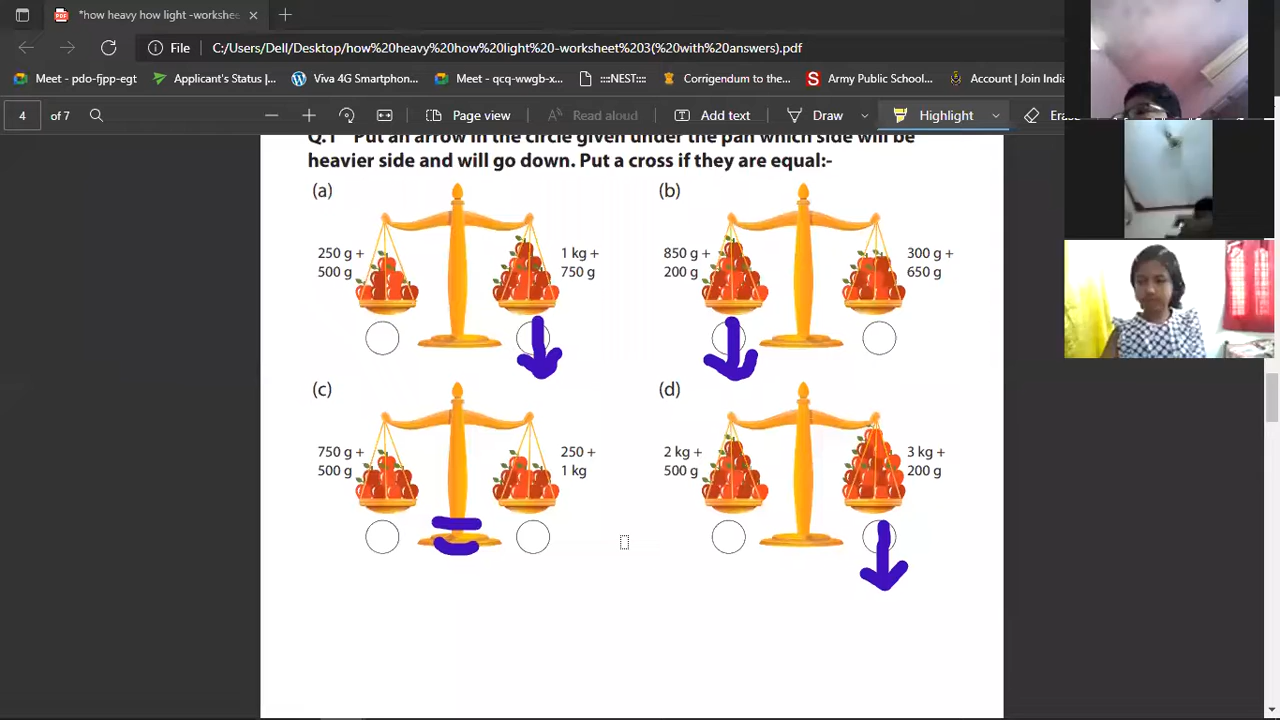 *how heavy how light -workshee
File
C:/Users/Dell/Desktop/how%20heavy%20how%20light%20-worksheet%203(%20with%20answers).pdf
Meet - pdo-fjpp-egt
Applicant's Status |...
Viva 4G Smartphon...
Meet - qcq-wwgb-x...
::::NEST:::
Corrigendum to the...
Army Public School...
Account | Join India
4
of 7
Page view
Read aloud
Add text
Draw
Highlight
Era
Q.1 Put an arrow in the circle given under the pan which side will be
heavier side and will go down. Put a cross if they are equal:-
(a)
250 g +
500 g
1 kg +
750 g
(b)
850 g +
200 g
300 g +
650 g
(c)
750 g +
500 g
250 +
1 kg
(d)
2 kg +
500 g
3 kg +
200 g